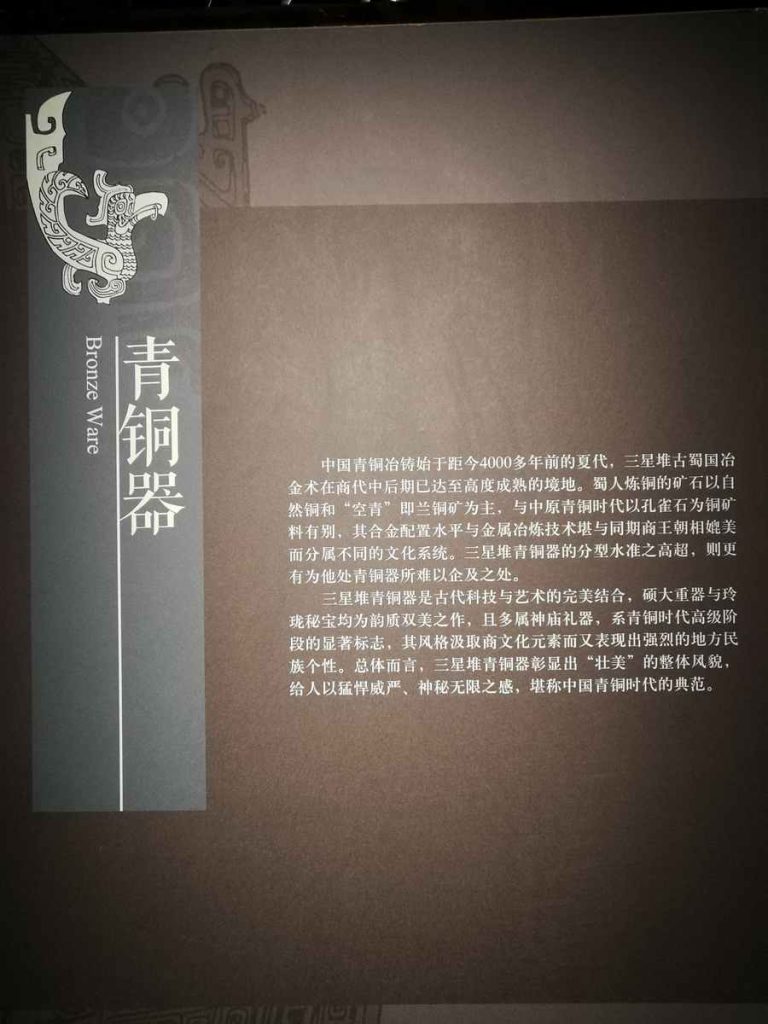 青铜器
Bronze Ware
中国青铜冶铸始于距今4000多年前的夏代，三星堆古蜀国冶
金术在商代中后期已达至高度成熟的境地。蜀人炼铜的矿石以自
然铜和“空青”即兰铜矿为主，与中原青铜时代以孔雀石为铜矿
料有别，其合金配置水平与金属冶炼技术堪与同期商王朝相媲美
而分属不同的文化系统。三星堆青铜器的分型水准之高超，则更
有为他处青铜器所难以企及之处。
三星堆青铜器是古代科技与艺术的完美结合，硕大重器与玲
珑秘宝均为韵质双美之作，且多属神庙礼器，系青铜时代高级阶
段的显著标志，其风格汲取商文化元素而又表现出强烈的地方民
族个性。总体而言，三星堆青铜器彰显出“壮美”的整体风貌，
给人以猛悍威严、神秘无限之感，堪称中国青铜时代的典范。